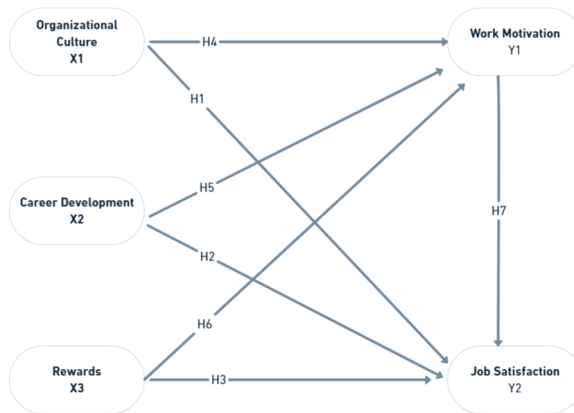 Organizational
Culture
X1
H4
Work Motivation
Y1
H1
H5
Career Development
X2
H7
H2
H6
Rewards
X3
H3
Job Satisfaction
Y2